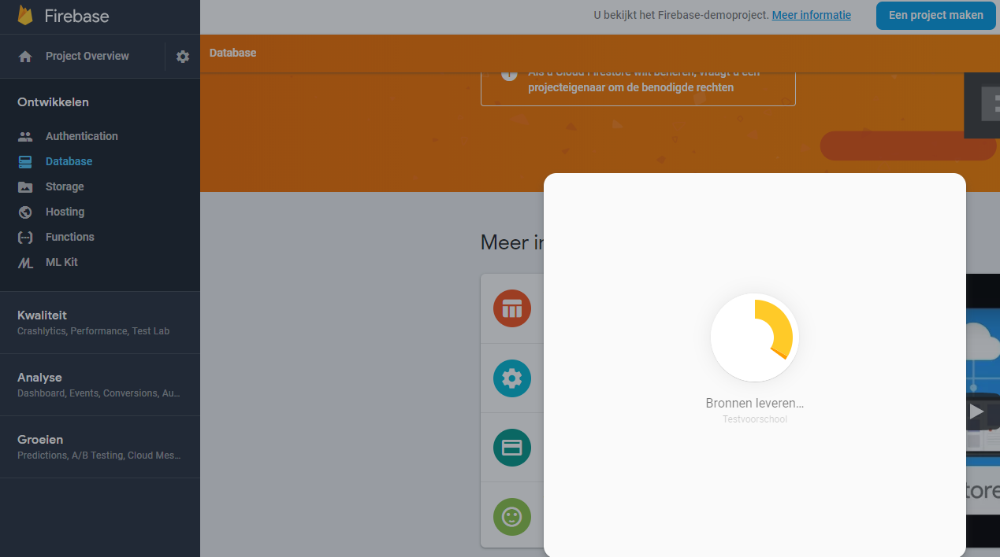 Firebase
U bekijkt het Firebase-demoproject. Meer informatie
Een project maken
Project Overview
Database
Als u Cloud Firestore wilt beheren, vraagt u een
projecteigenaar om de benodigde rechten
Ontwikkelen
Authentication
Database
Storage
Hosting
Functions
ML Kit
Kwaliteit
Crashlytics, Performance, Test Lab
Analyse
Dashboard, Events, Conversions, Au...
Groeien
Predictions, A/B Testing, Cloud Mes...
Meer in
Bronnen leveren...
Testvoorschool
tore